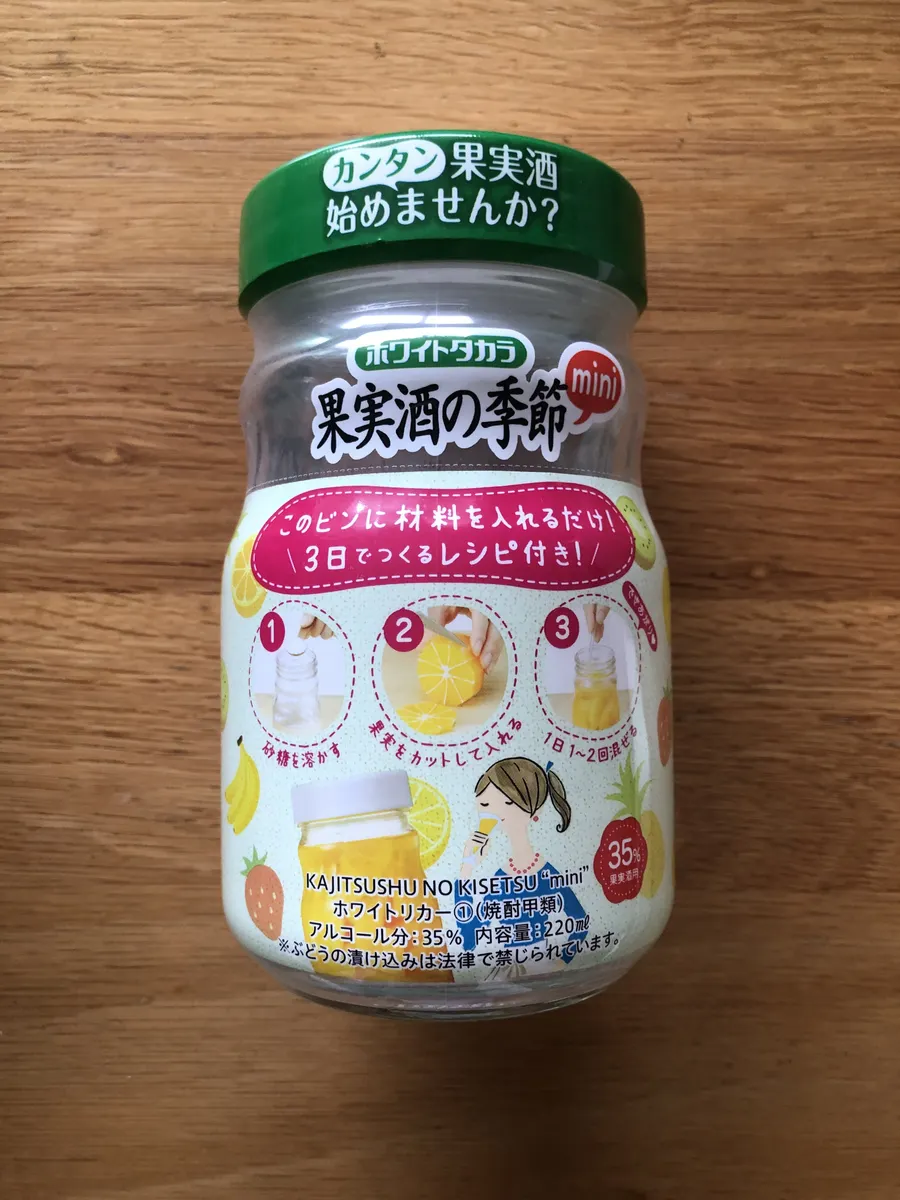 カンタン果実酒
始めませんか?
ホワイトタカラ
果実酒の季節
mini
このビンに材料を入れるだけ!
\3日でつくるレシピ付き!/
1
砂糖を溶かす
2
果実をカットして入れる
3
1日1~2回混ぜる
できあがり
35%
果実酒用
KAJITSUSHU NO KISETSU “mini”
ホワイトリカー①(焼酎甲類)
アルコール分:35% 内容量:220㎖
※ぶどうの漬け込みは法律で禁じられています。